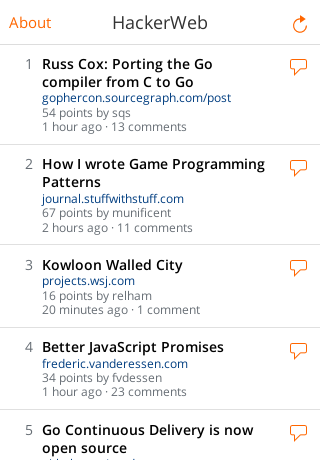 About
HackerWeb
1
Russ Cox: Porting the Go
compiler from C to Go
gophercon.sourcegraph.com/post
54 points by sqs
1 hour ago · 13 comments
2
How I wrote Game Programming
Patterns
journal.stuffwithstuff.com
67 points by munificent
2 hours ago · 11 comments
3
Kowloon Walled City
projects.wsj.com
16 points by relham
20 minutes ago · 1 comment
4
Better JavaScript Promises
frederic.vanderessen.com
34 points by fvdessen
1 hour ago · 23 comments
5
Go Continuous Delivery is now
open source